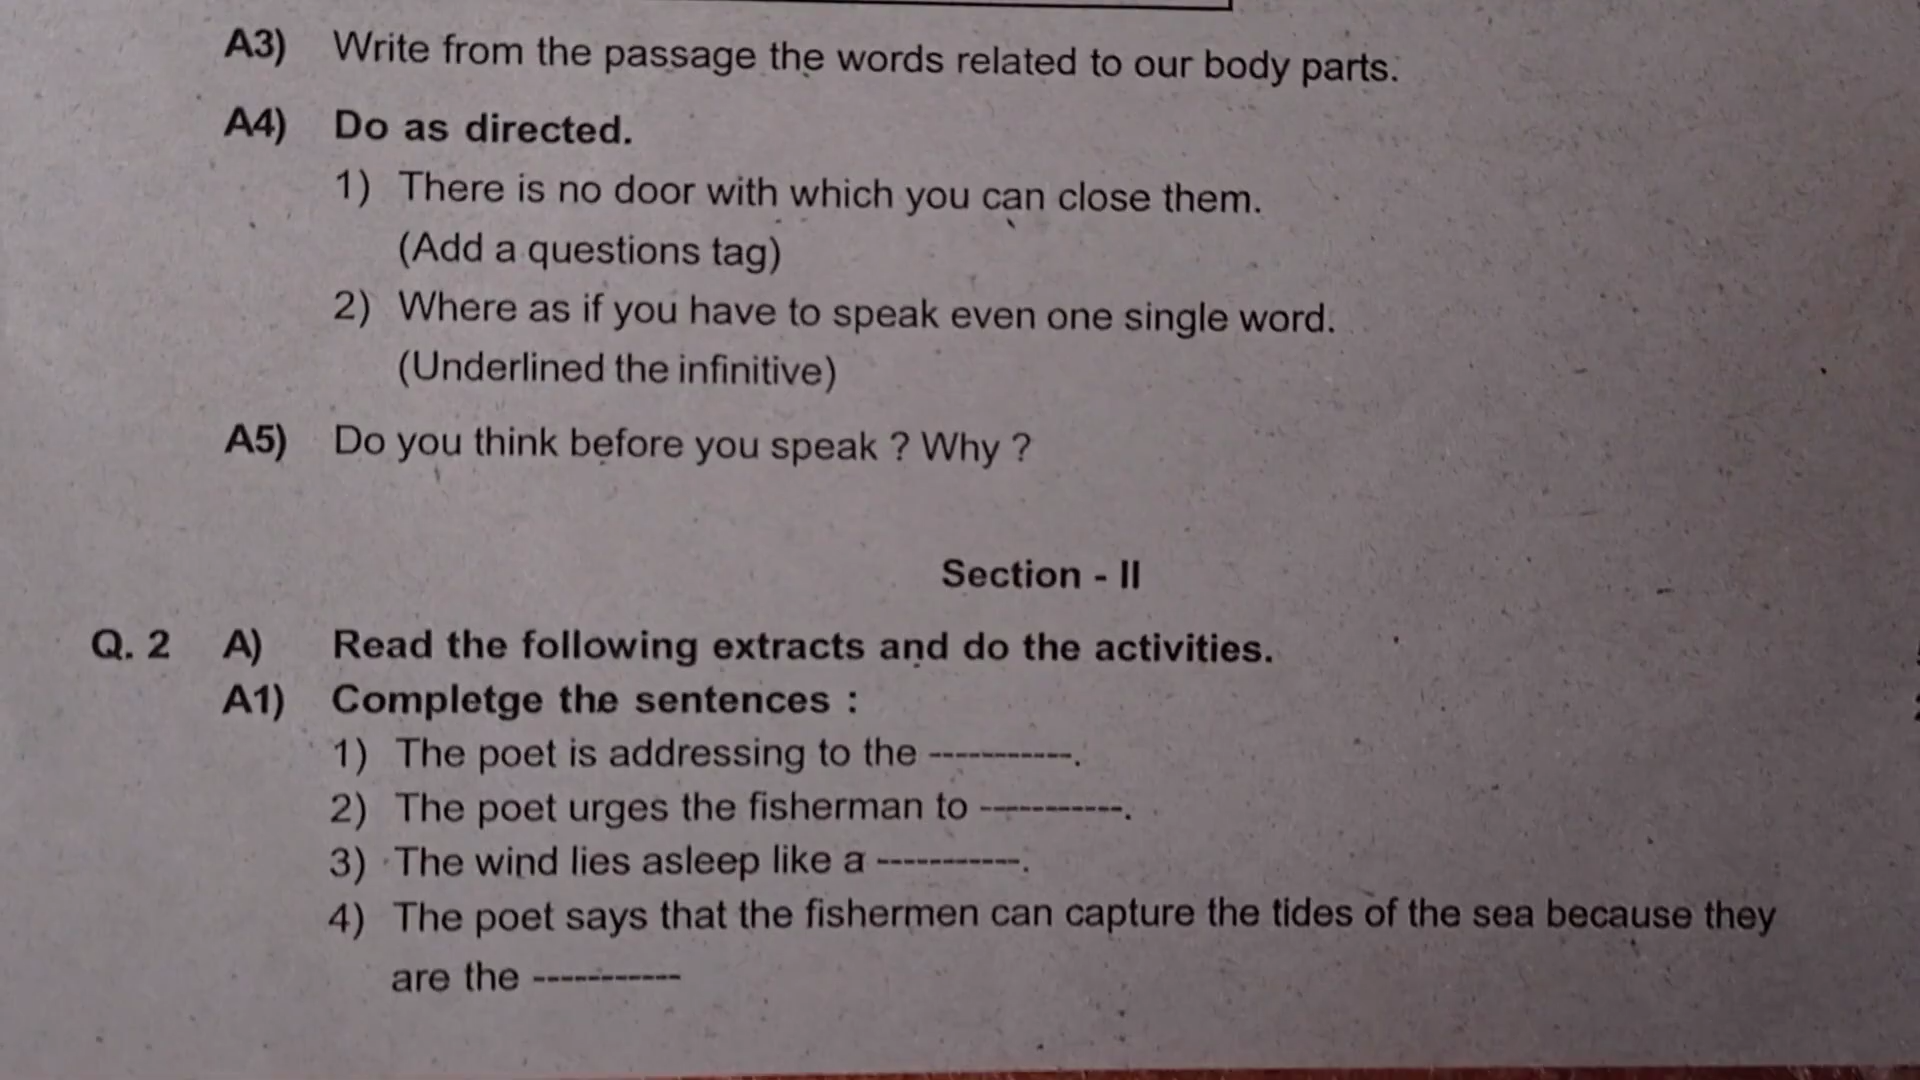 A3) Write from the passage the words related to our body parts.
A4) Do as directed.
1) There is no door with which you can close them.
(Add a questions tag)
2) Where as if you have to speak even one single word.
(Underlined the infinitive)
A5) Do you think before you speak ? Why ?
Section - II
Q. 2 A) Read the following extracts and do the activities.
A1) Completge the sentences :
1) The poet is addressing to the -----------.
2) The poet urges the fisherman to -----------.
3) The wind lies asleep like a -----------.
4) The poet says that the fishermen can capture the tides of the sea because they
are the -----------